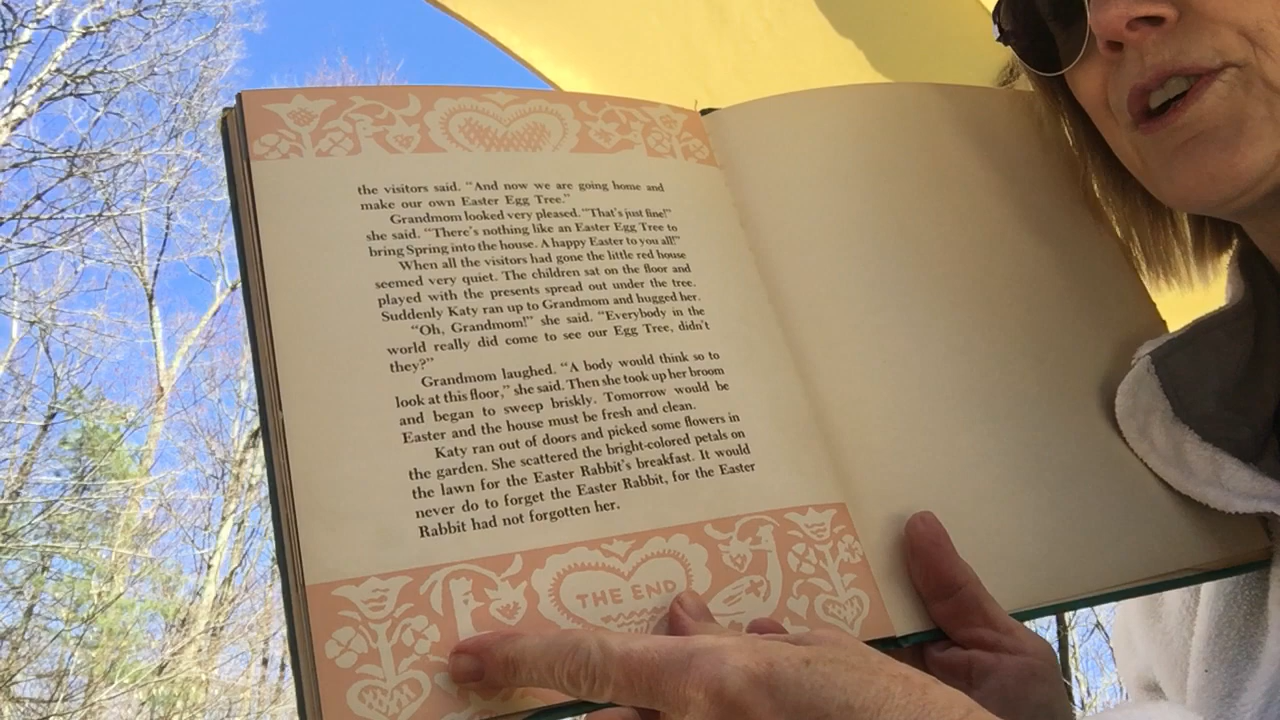 the visitors said. "And now we are going home and
make our own Easter Egg Tree."
Grandmom looked very pleased. "That's just fine!"
she said. "There's nothing like an Easter Egg Tree to
bring Spring into the house. A happy Easter to you all!"
When all the visitors had gone the little red house
seemed very quiet. The children sat on the floor and
played with the presents spread out under the tree.
Suddenly Katy ran up to Grandmom and hugged her.
"Oh, Grandmom!" she said. "Everybody in the
world really did come to see our Egg Tree, didn't
they?"
Grandmom laughed. "A body would think so to
look at this floor," she said. Then she took up her broom
and began to sweep briskly. Tomorrow would be
Easter and the house must be fresh and clean.
Katy ran out of doors and picked some flowers in
the garden. She scattered the bright-colored petals on
the lawn for the Easter Rabbit's breakfast. It would
never do to forget the Easter Rabbit, for the Easter
Rabbit had not forgotten her.
THE END